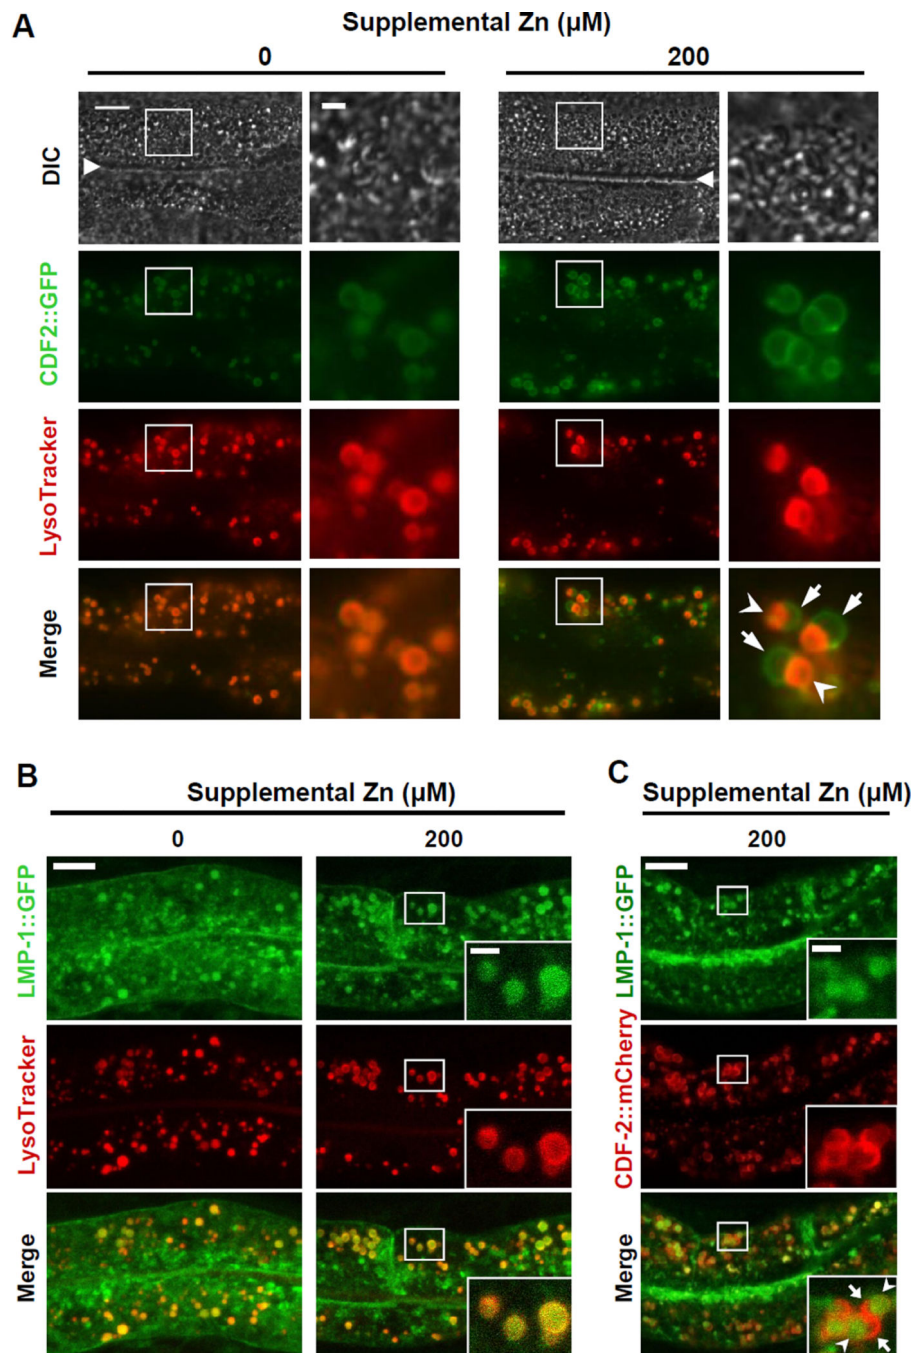 A
Supplemental Zn (µM)
0
200
DIC
CDF2::GFP
LysoTracker
Merge
B
Supplemental Zn (µM)
0
200
LMP-1::GFP
LysoTracker
Merge
C
Supplemental Zn (µM)
200
LMP-1::GFP
CDF-2::mCherry
Merge